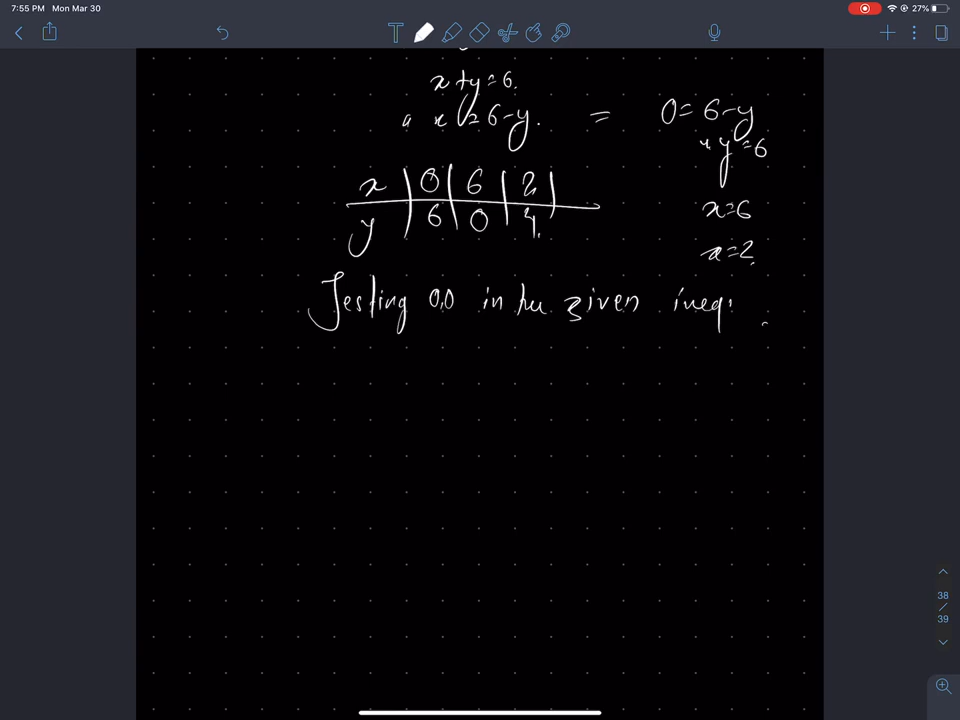 7:55 PM Mon Mar 30
27%
x + y = 6.
x = 6 - y. = 0 = 6 - y
y = 6
x | 0 | 6 | 2 |
y | 6 | 0 | 4.
x = 6
x = 2.
Testing 0,0 in the given ineq.
38
39